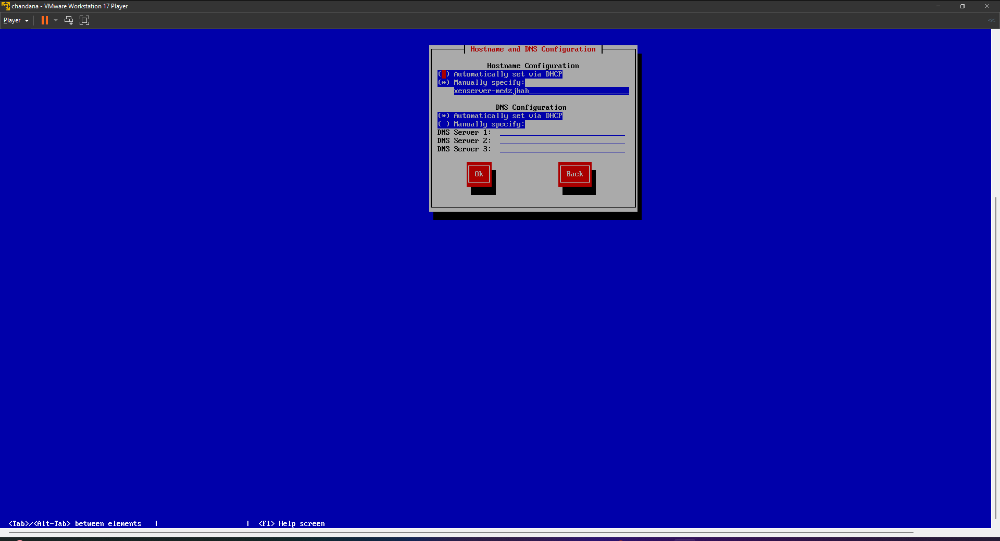 chandana - VMware Workstation 17 Player
Player
Hostname and DNS Configuration
Hostname Configuration
( ) Automatically set via DHCP
(*) Manually specify:
xenserver-medzjhah
DNS Configuration
(*) Automatically set via DHCP
( ) Manually specify:
DNS Server 1:
DNS Server 2:
DNS Server 3:
Ok Back
<Tab>/<Alt-Tab> between elements | | <F1> Help screen